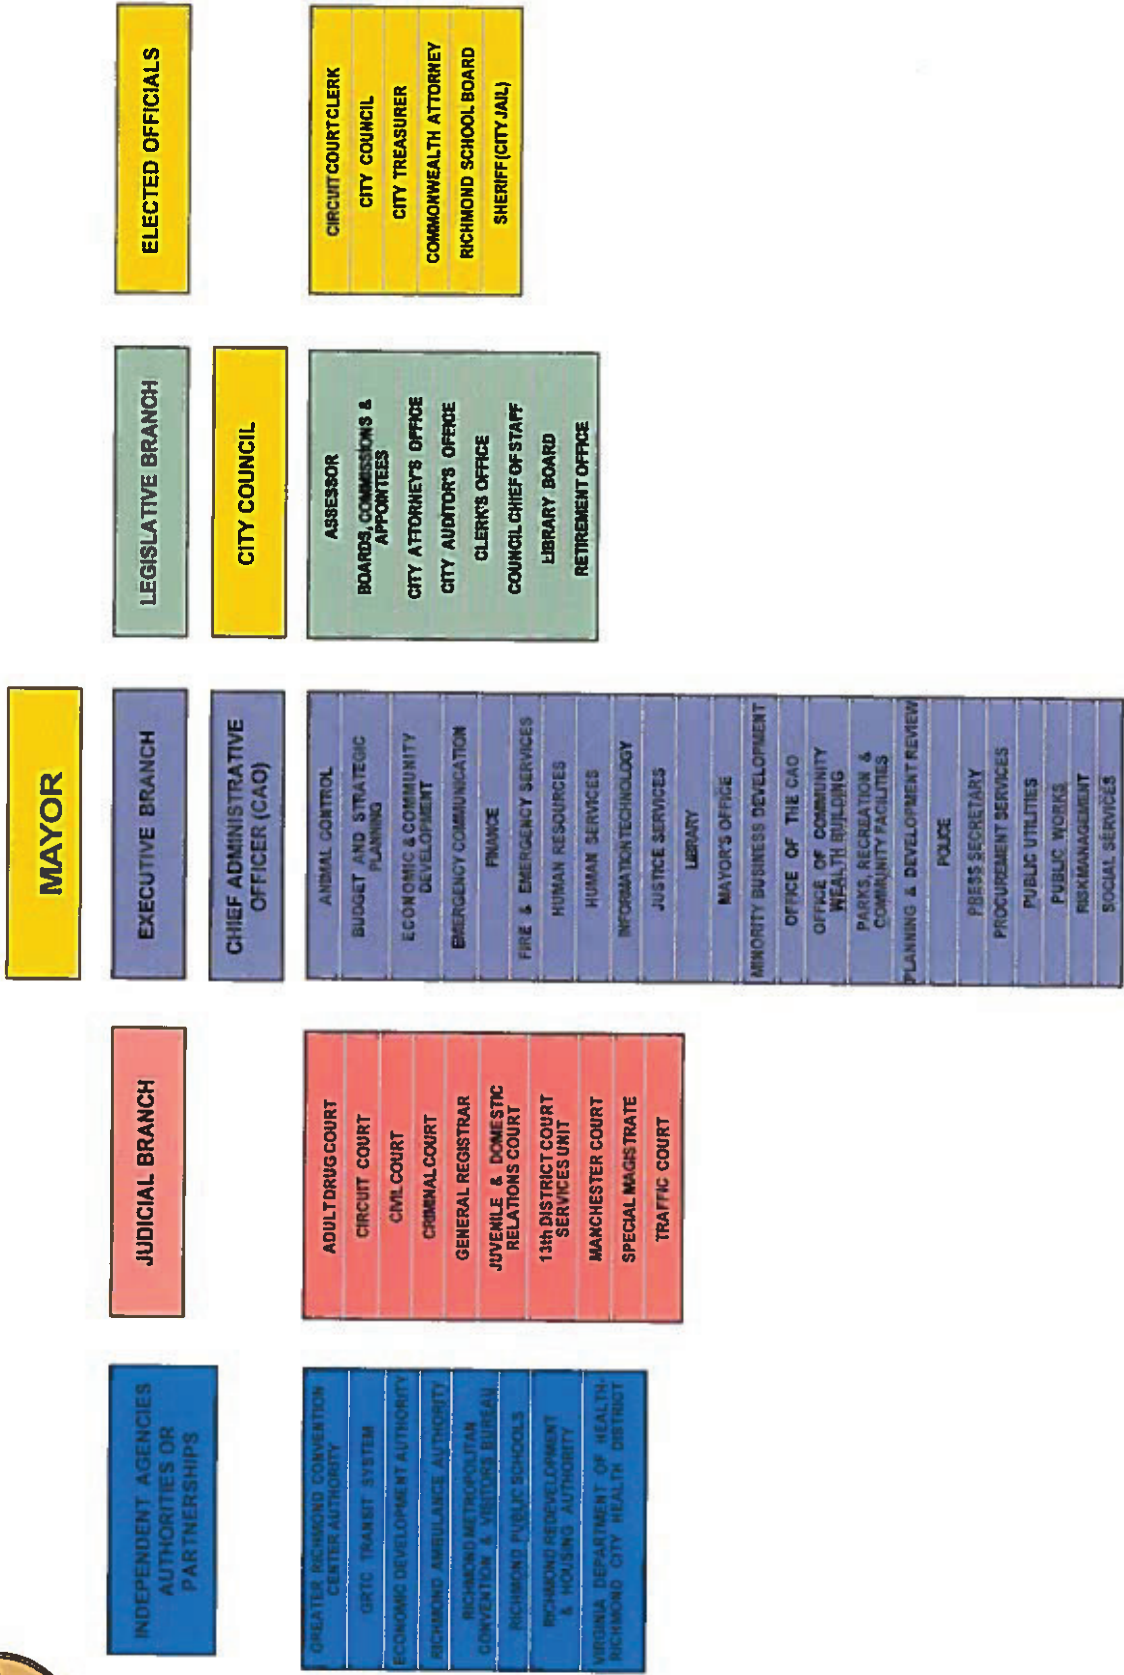 MAYOR
INDEPENDENT AGENCIES
AUTHORITIES OR
PARTNERSHIPS
GREATER RICHMOND CONVENTION
CENTER AUTHORITY
GRTC TRANSIT SYSTEM
ECONOMIC DEVELOPMENT AUTHORITY
RICHMOND AMBULANCE AUTHORITY
RICHMOND METROPOLITAN
CONVENTION & VISITORS BUREAU
RICHMOND PUBLIC SCHOOLS
RICHMOND REDEVELOPMENT
& HOUSING AUTHORITY
VIRGINIA DEPARTMENT OF HEALTH-
RICHMOND CITY HEALTH DISTRICT
JUDICIAL BRANCH
ADULT DRUG COURT
CIRCUIT COURT
CIVIL COURT
CRIMINAL COURT
GENERAL REGISTRAR
JUVENILE & DOMESTIC
RELATIONS COURT
13th DISTRICT COURT
SERVICES UNIT
MANCHESTER COURT
SPECIAL MAGISTRATE
TRAFFIC COURT
EXECUTIVE BRANCH
CHIEF ADMINISTRATIVE
OFFICER (CAO)
ANIMAL CONTROL
BUDGET AND STRATEGIC
PLANNING
ECONOMIC & COMMUNITY
DEVELOPMENT
EMERGENCY COMMUNICATION
FINANCE
FIRE & EMERGENCY SERVICES
HUMAN RESOURCES
HUMAN SERVICES
INFORMATION TECHNOLOGY
JUSTICE SERVICES
LIBRARY
MAYOR'S OFFICE
MINORITY BUSINESS DEVELOPMENT
OFFICE OF THE CAO
OFFICE OF COMMUNITY
WEALTH BUILDING
PARKS, RECREATION &
COMMUNITY FACILITIES
PLANNING & DEVELOPMENT REVIEW
POLICE
PRESS SECRETARY
PROCUREMENT SERVICES
PUBLIC UTILITIES
PUBLIC WORKS
RISK MANAGEMENT
SOCIAL SERVICES
LEGISLATIVE BRANCH
CITY COUNCIL
ASSESSOR
BOARDS, COMMISSIONS &
APPOINTEES
CITY ATTORNEY'S OFFICE
CITY AUDITOR'S OFFICE
CLERK'S OFFICE
COUNCIL CHIEF OF STAFF
LIBRARY BOARD
RETIREMENT OFFICE
ELECTED OFFICIALS
CIRCUIT COURT CLERK
CITY COUNCIL
CITY TREASURER
COMMONWEALTH ATTORNEY
RICHMOND SCHOOL BOARD
SHERIFF (CITY JAIL)